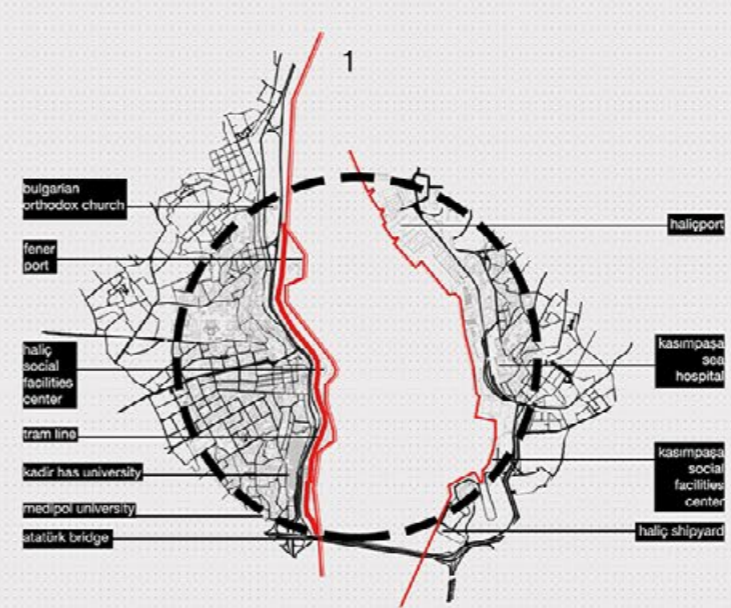 1
bulgarian
orthodox church
fener
port
haliç
social
facilities
center
tram line
kadir has university
medipol university
atatürk bridge
haliçport
kasımpaşa
sea
hospital
kasımpaşa
social
facilities
center
haliç shipyard